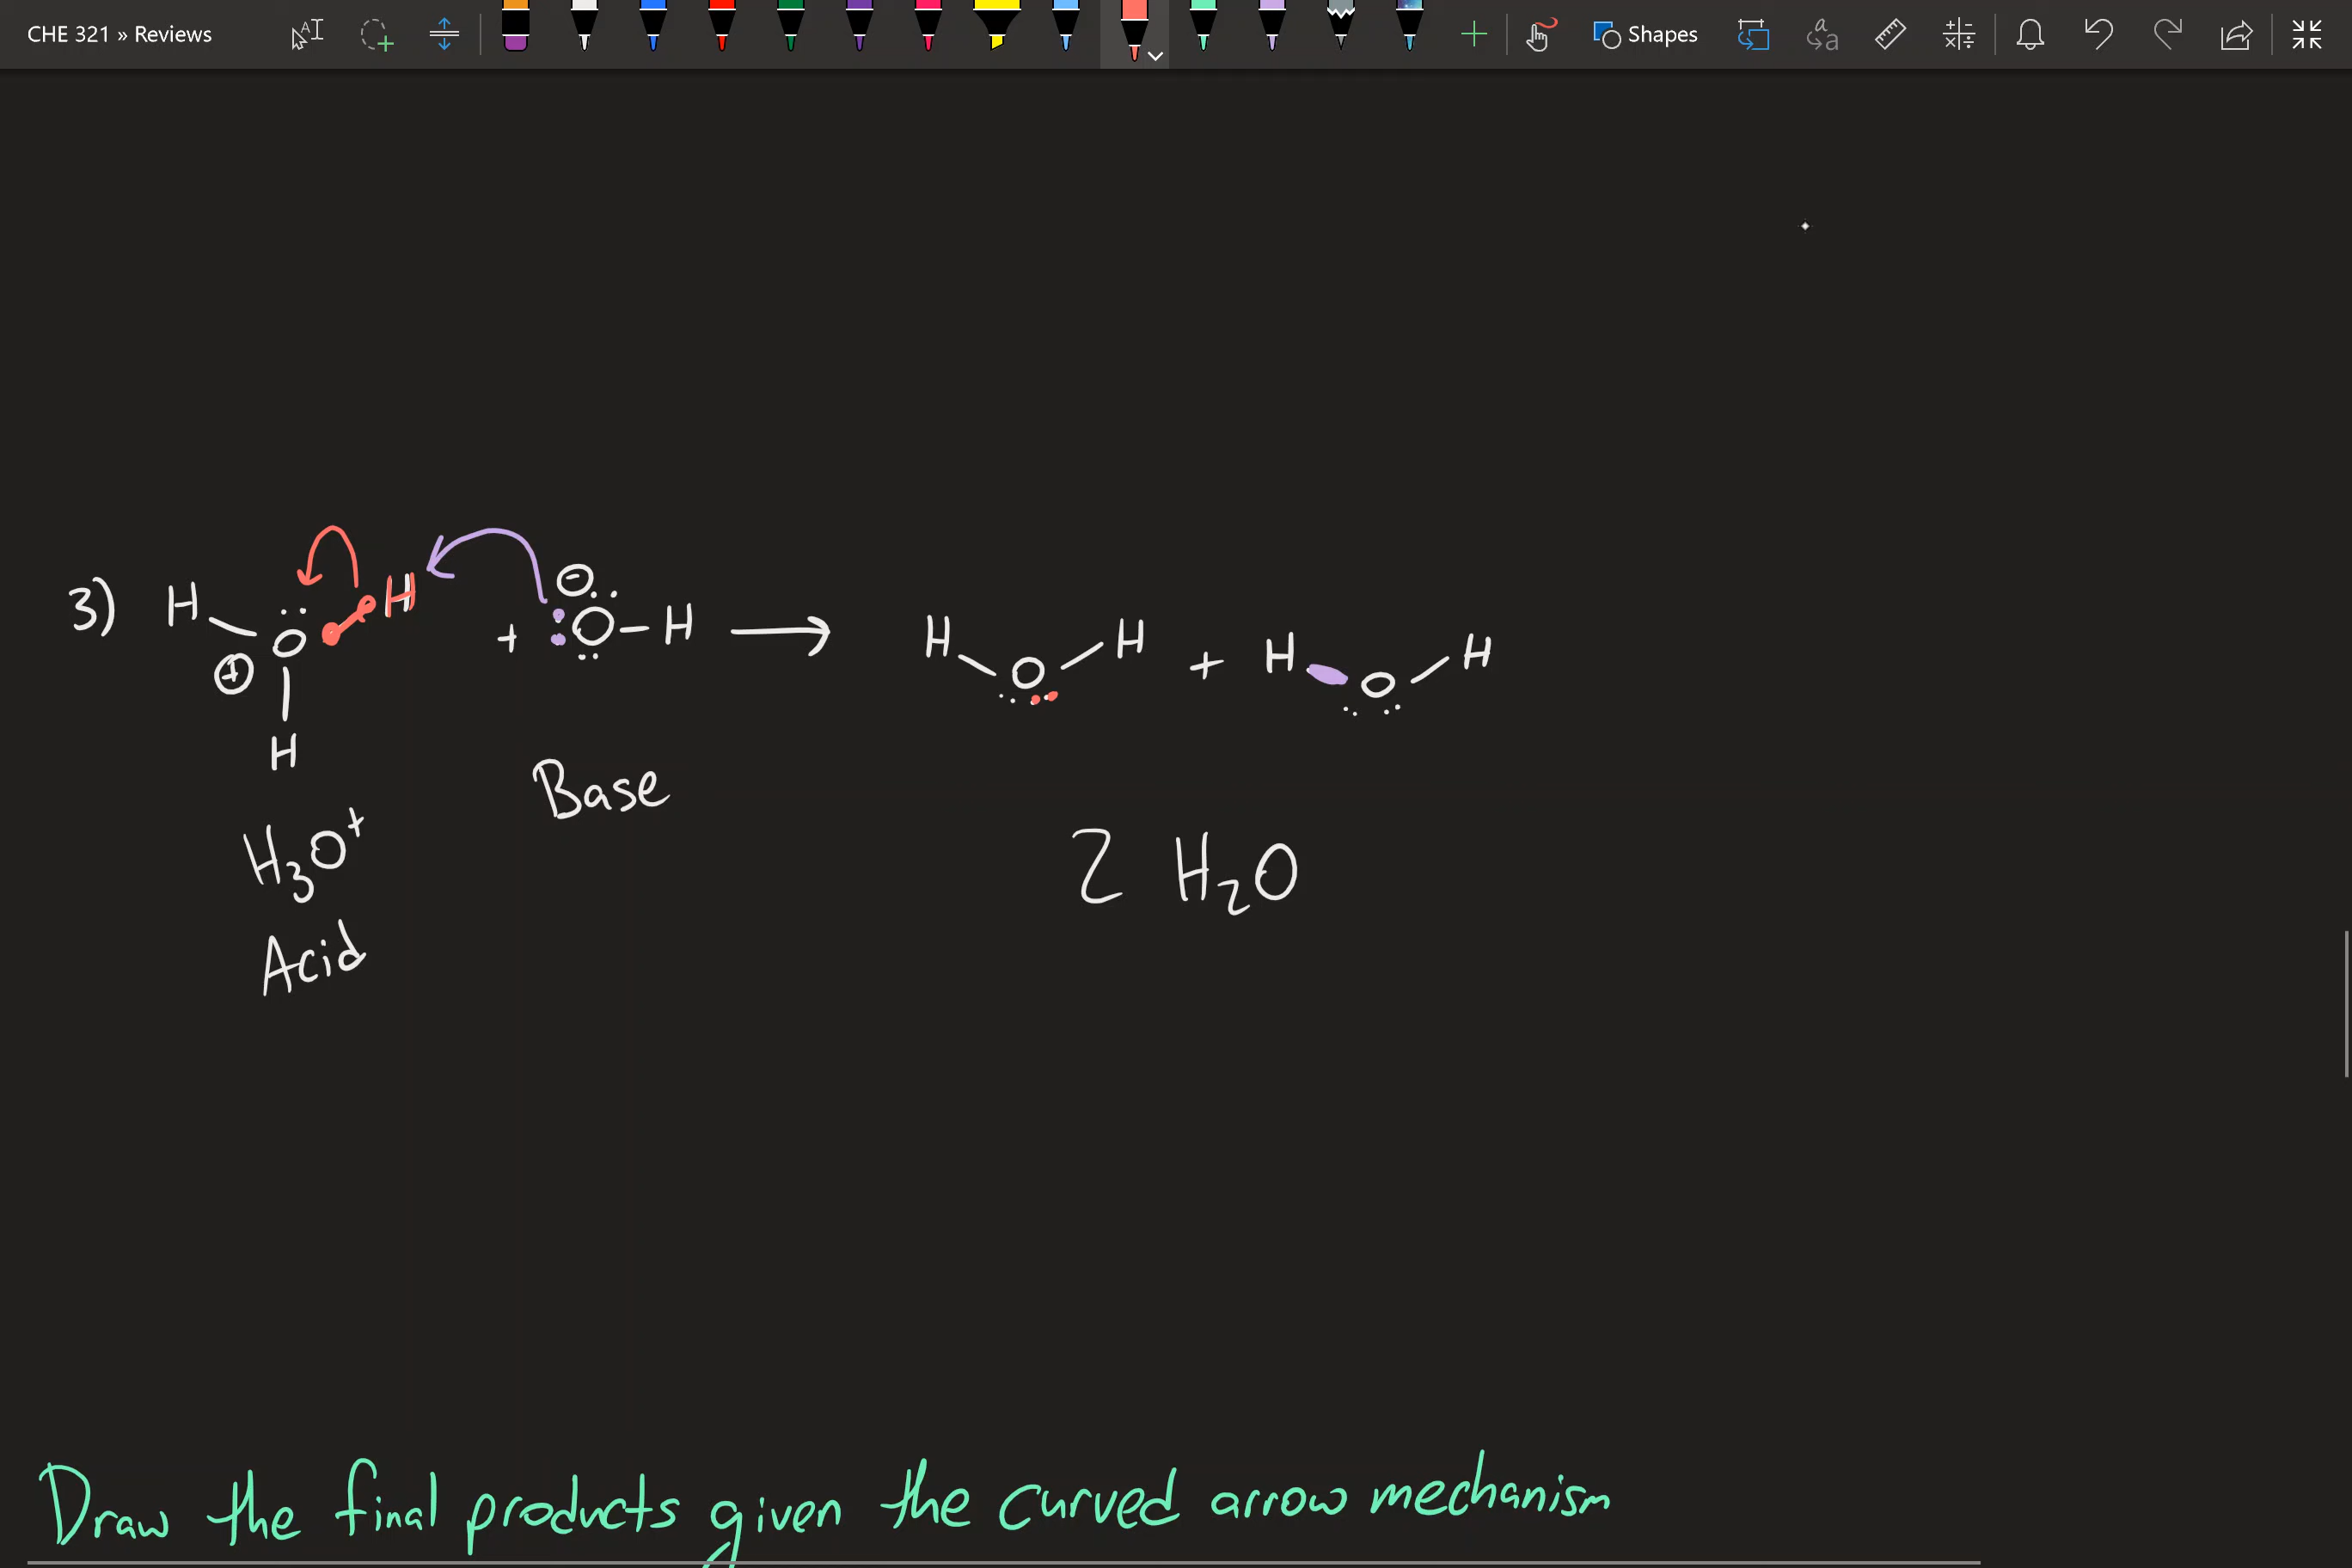 CHE 321 » Reviews
Shapes
3) H O H + O – H → H O H + H O H
⊕ ⊖
H
Base
H₃O⁺
2 H₂O
Acid
Draw the final products given the curved arrow mechanism